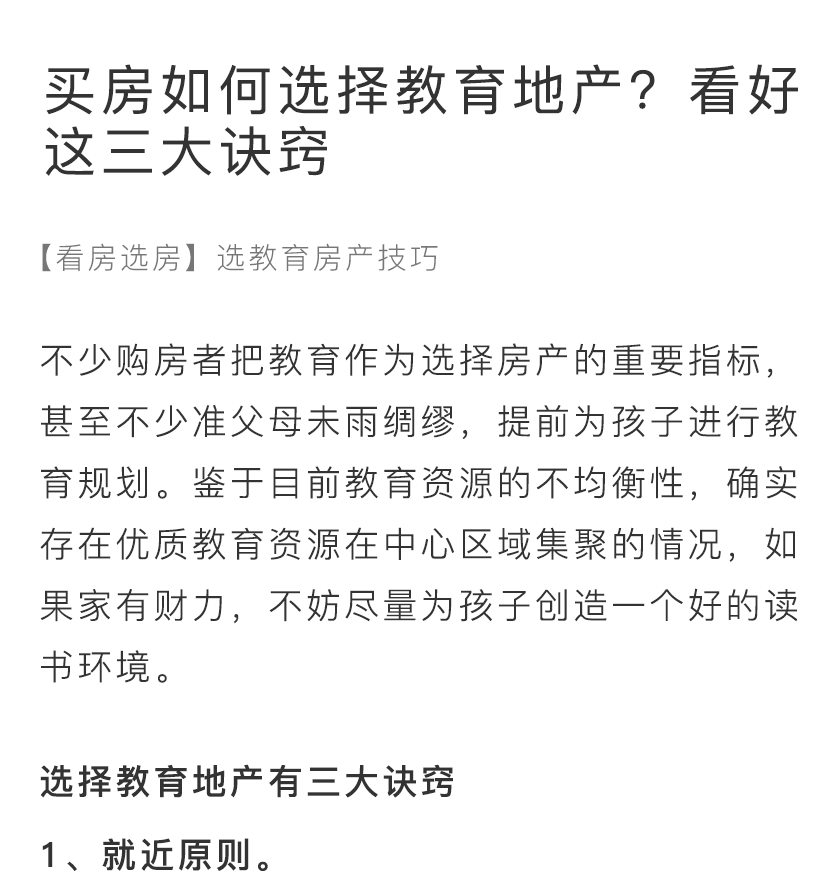 买房如何选择教育地产？看好
这三大诀窍
【看房选房】选教育房产技巧
不少购房者把教育作为选择房产的重要指标，
甚至不少准父母未雨绸缪，提前为孩子进行教
育规划。鉴于目前教育资源的不均衡性，确实
存在优质教育资源在中心区域集聚的情况，如
果家有财力，不妨尽量为孩子创造一个好的读
书环境。
选择教育地产有三大诀窍
1、就近原则。